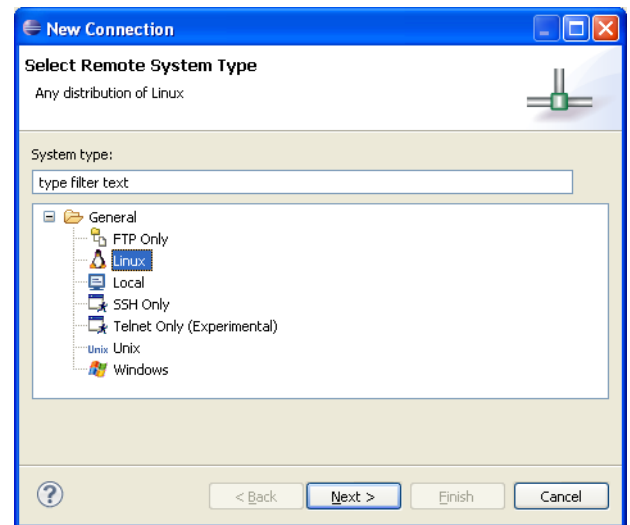 New Connection
Select Remote System Type
Any distribution of Linux
System type:
type filter text
General
FTP Only
Linux
Local
SSH Only
Telnet Only (Experimental)
Unix Unix
Windows
? < Back Next > Finish Cancel